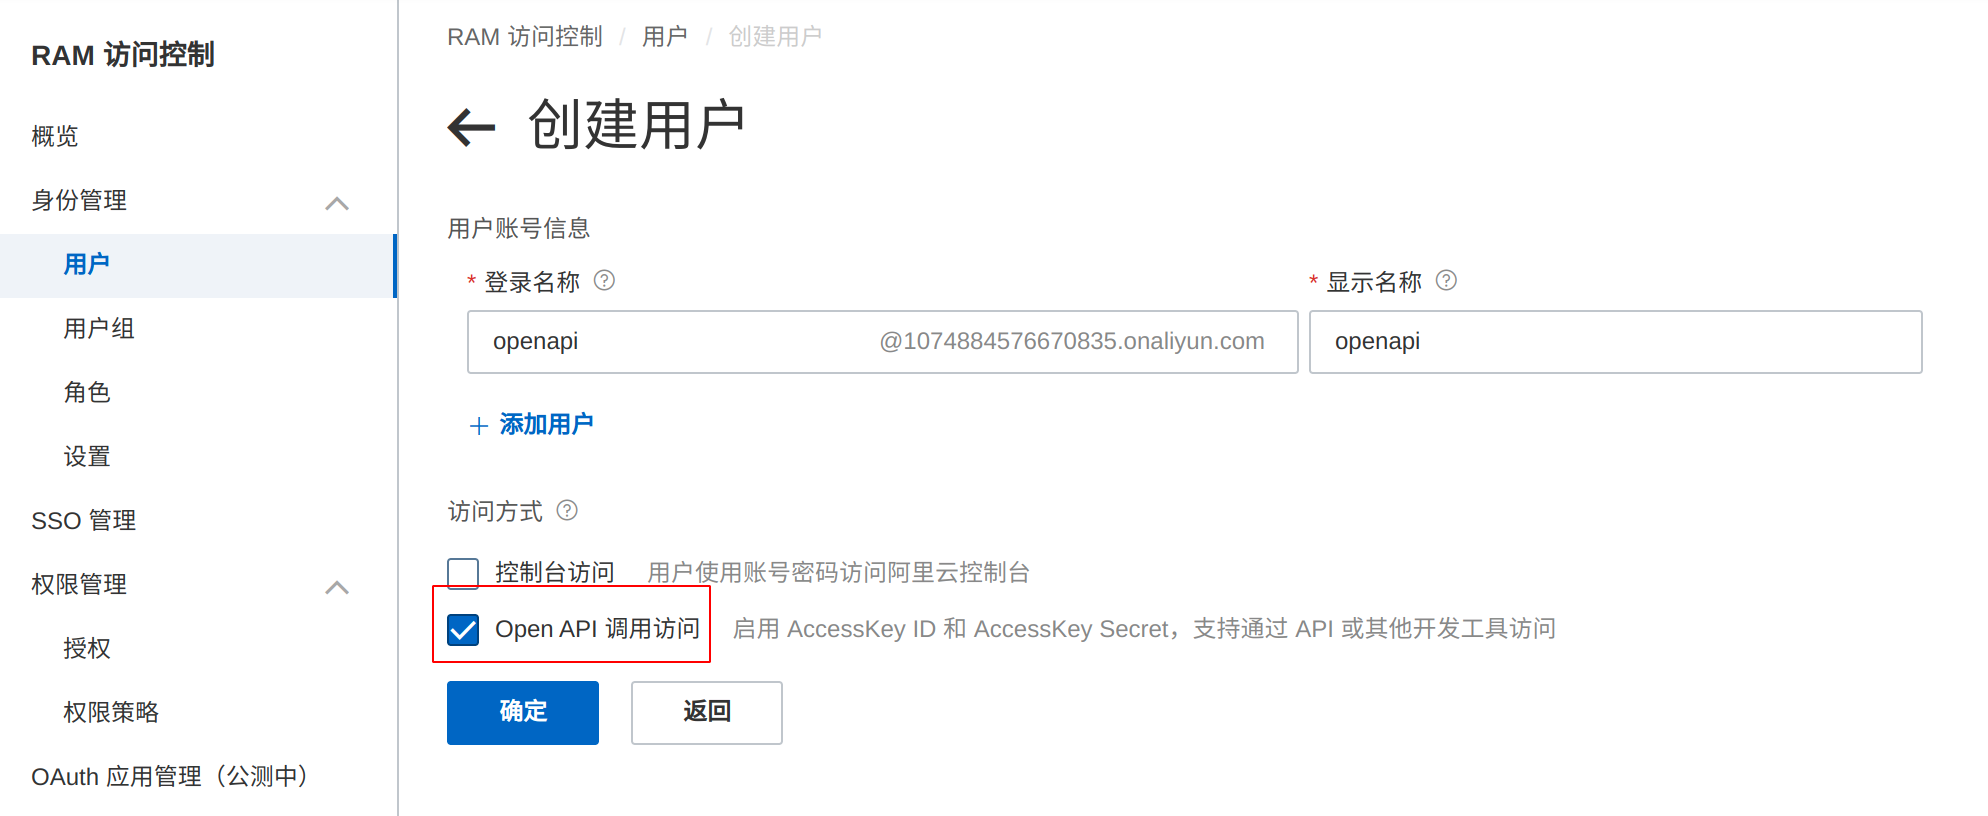 RAM 访问控制
概览
身份管理
用户
用户组
角色
设置
SSO 管理
权限管理
授权
权限策略
OAuth 应用管理（公测中）
RAM 访问控制 / 用户 / 创建用户
创建用户
用户账号信息
* 登录名称
* 显示名称
openapi @1074884576670835.onaliyun.com
openapi
添加用户
访问方式
控制台访问 用户使用账号密码访问阿里云控制台
Open API 调用访问 启用 AccessKey ID 和 AccessKey Secret，支持通过 API 或其他开发工具访问
确定 返回